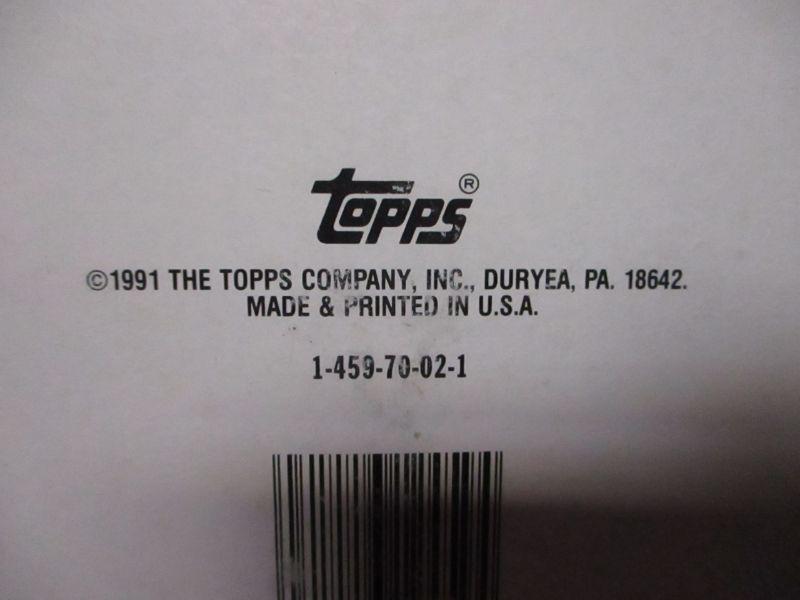 Topps®
©1991 THE TOPPS COMPANY, INC., DURYEA, PA. 18642.
MADE & PRINTED IN U.S.A.
1-459-70-02-1